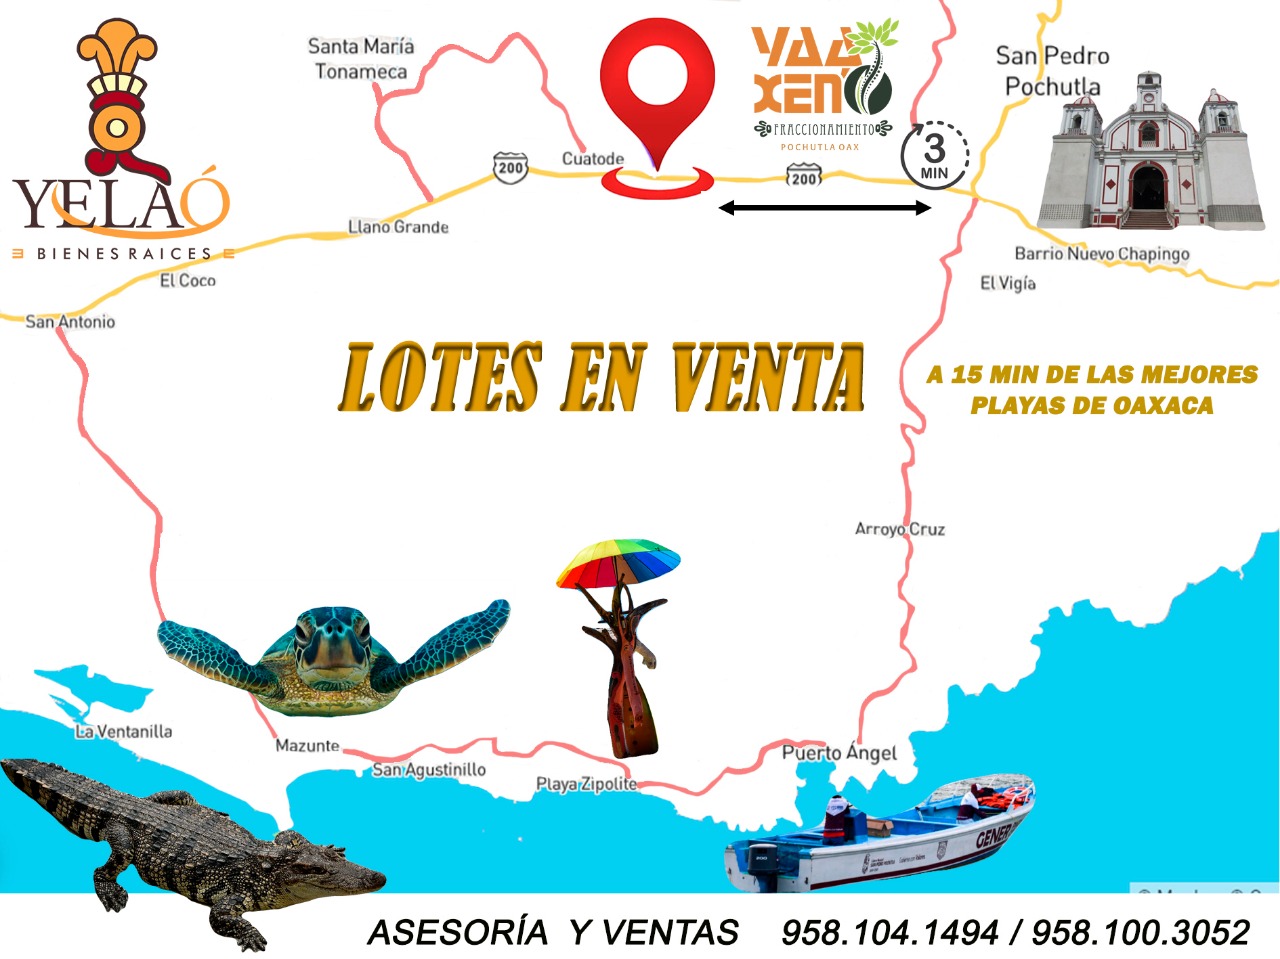 YELAÓ
BIENES RAICES
Santa María
Tonameca
YAA
XEN
FRACCIONAMIENTO
POCHUTLA OAX
San Pedro
Pochutla
3
MIN
200
Cuatode
200
Llano Grande
Barrio Nuevo Chapingo
El Coco
El Vigía
San Antonio
LOTES EN VENTA
A 15 MIN DE LAS MEJORES
PLAYAS DE OAXACA
Arroyo Cruz
La Ventanilla
Mazunte
San Agustinillo
Playa Zipolite
Puerto Ángel
GENER
200
ASESORÍA Y VENTAS 958.104.1494 / 958.100.3052